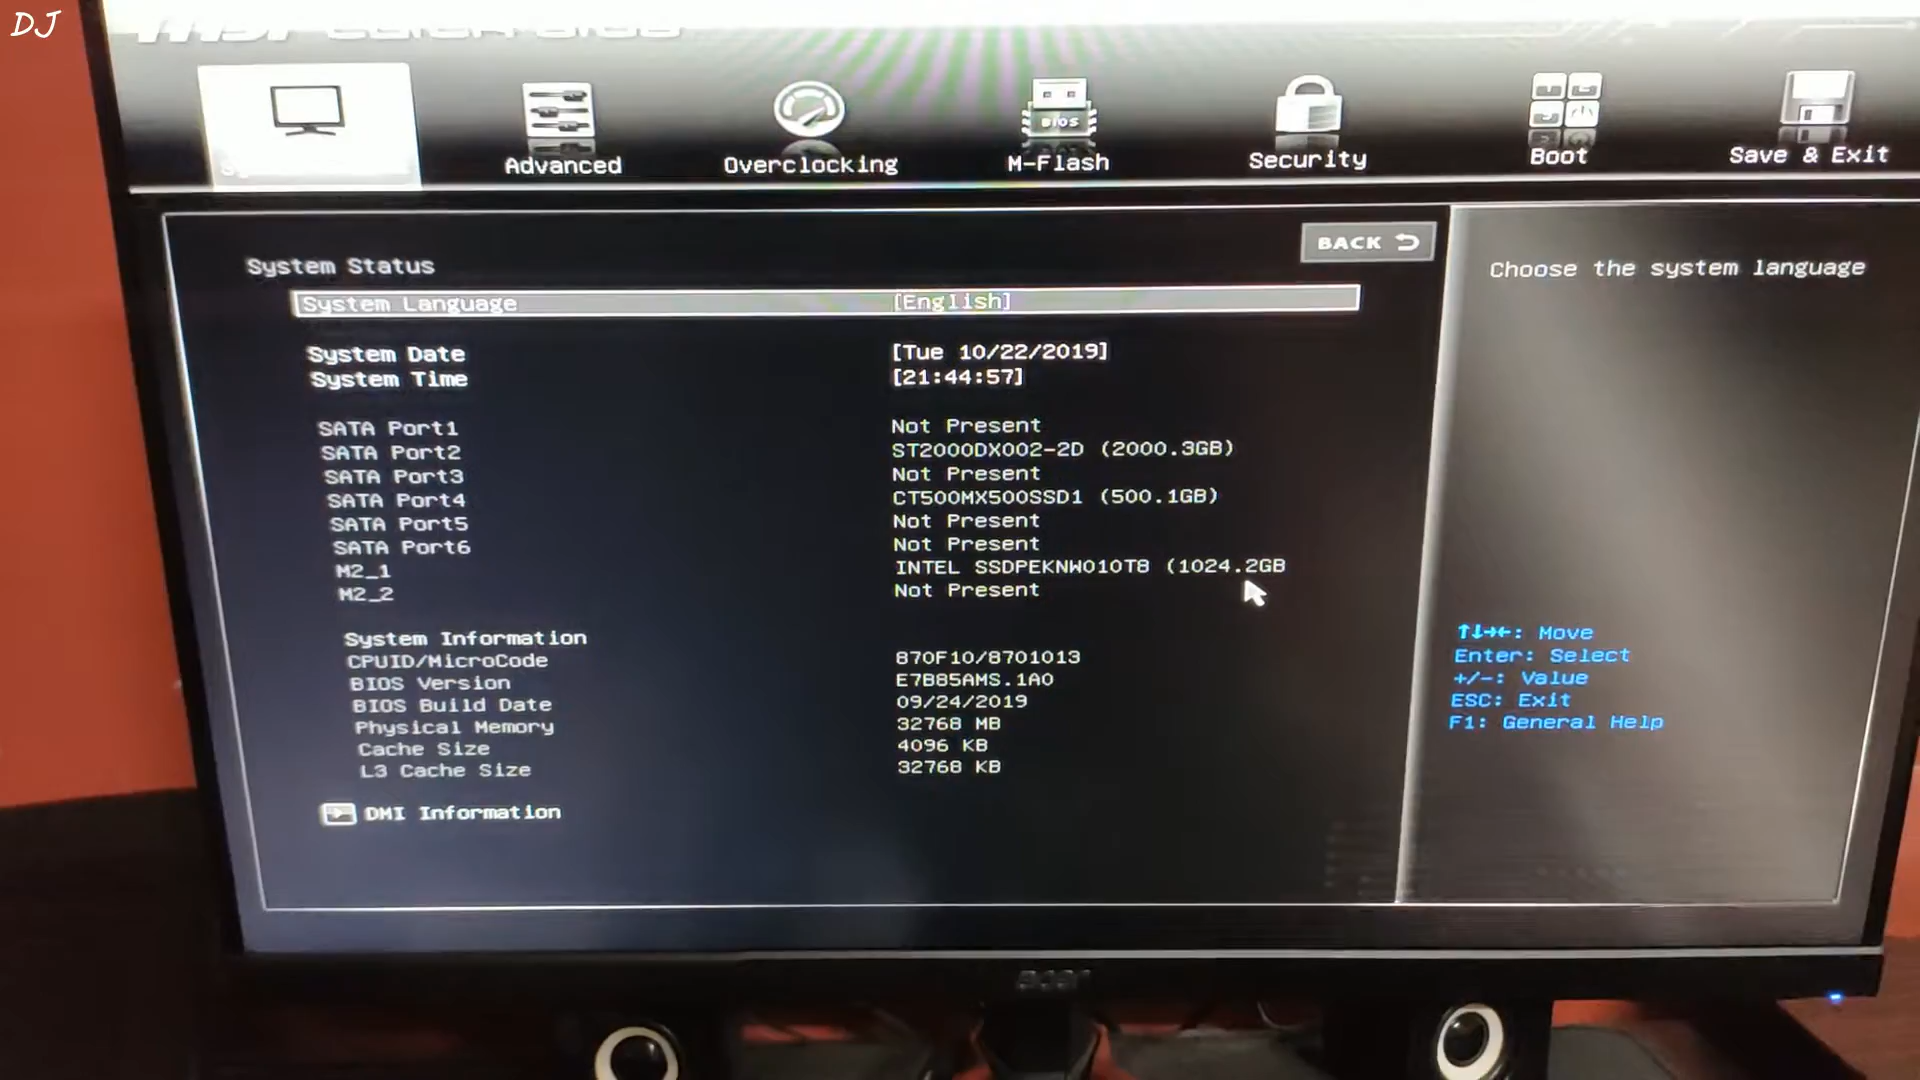 DJ
BIOS
Advanced
Overclocking
M-Flash
Security
Boot
Save & Exit
BACK
System Status
Choose the system language
System Language [English]
System Date [Tue 10/22/2019]
System Time [21:44:57]
SATA Port1 Not Present
SATA Port2 ST2000DX002-2D (2000.3GB)
SATA Port3 Not Present
SATA Port4 CT500MX500SSD1 (500.1GB)
SATA Port5 Not Present
SATA Port6 Not Present
M2_1 INTEL SSDPEKNW010T8 (1024.2GB
M2_2 Not Present
System Information
CPUID/MicroCode 870F10/8701013
BIOS Version E7B85AMS.1A0
BIOS Build Date 09/24/2019
Physical Memory 32768 MB
Cache Size 4096 KB
L3 Cache Size 32768 KB
DMI Information
↑↓→←: Move
Enter: Select
+/-: Value
ESC: Exit
F1: General Help
acer